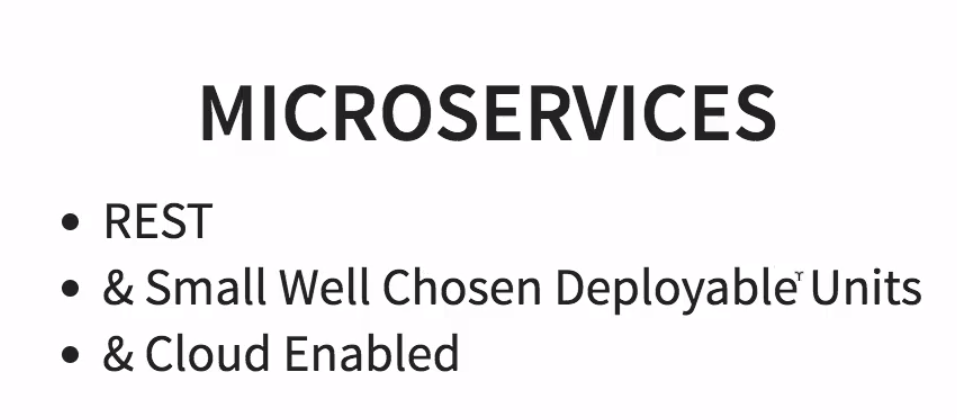 MICROSERVICES
• REST
• & Small Well Chosen Deployable Units
• & Cloud Enabled